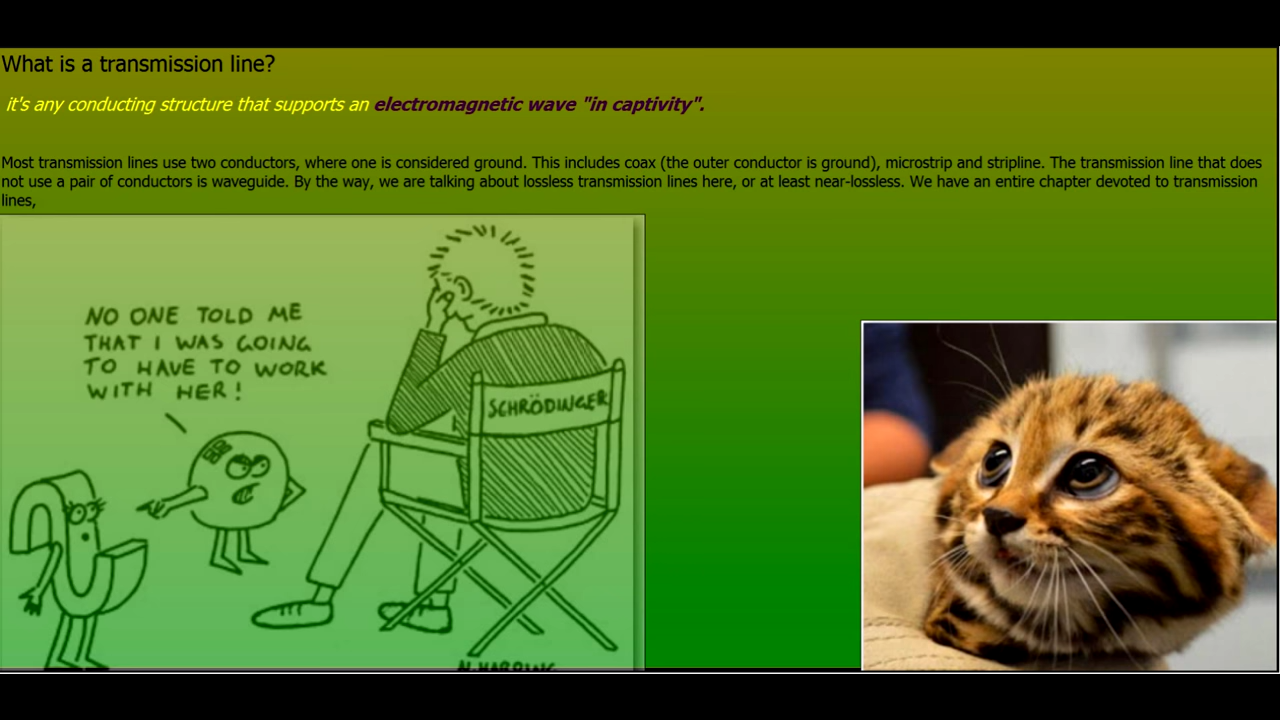 What is a transmission line?
it's any conducting structure that supports an electromagnetic wave "in captivity".
Most transmission lines use two conductors, where one is considered ground. This includes coax (the outer conductor is ground), microstrip and stripline. The transmission line that does
not use a pair of conductors is waveguide. By the way, we are talking about lossless transmission lines here, or at least near-lossless. We have an entire chapter devoted to transmission
lines,
NO ONE TOLD ME
THAT I WAS GOING
TO HAVE TO WORK
WITH HER!
SCHRÖDINGER